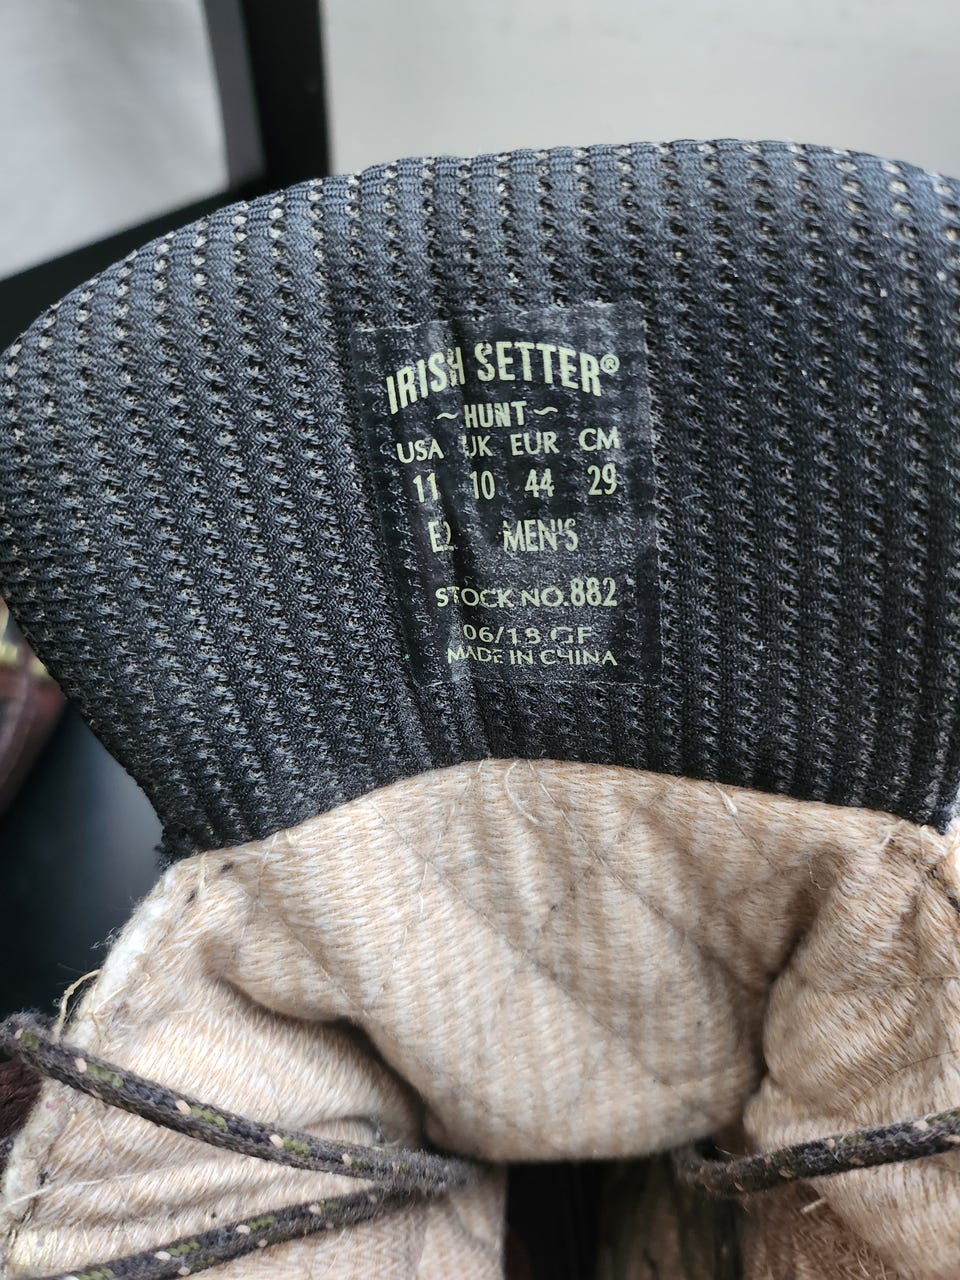 IRISH SETTER®
~HUNT~
USA UK EUR CM
11 10 44 29
E2 MEN'S
STOCK NO.882
06/13 GF
MADE IN CHINA